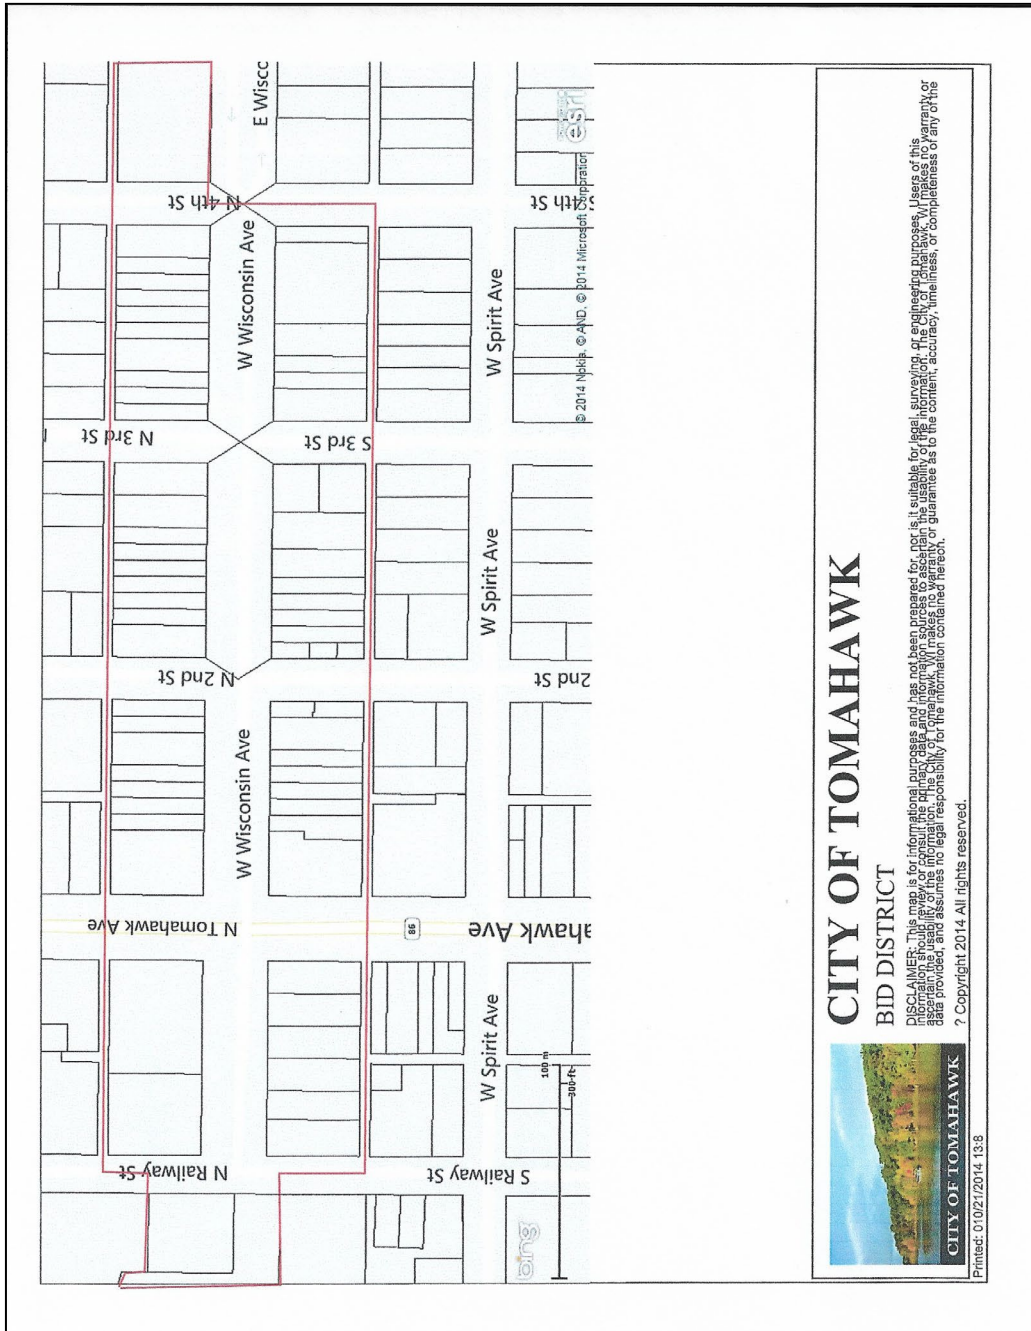 E Wisco
N 4th St
W Wisconsin Ave
S 4th St
W Spirit Ave
© 2014 Nokia, © AND, © 2014 Microsoft Corporation
esri
N 3rd St
S 3rd St
W Spirit Ave
N 2nd St
2nd St
W Wisconsin Ave
N Tomahawk Ave
86
ahawk Ave
aha
W Spirit Ave
100 m
300 ft
N Railway St
S Railway St
bing
CITY OF TOMAHAWK
BID DISTRICT
DISCLAIMER: This map is for informational purposes and has not been prepared for, nor is it suitable for legal, surveying, or engineering purposes. Users of this
information should review or consult the primary data and information sources to ascertain the usability of the information. The City of Tomahawk, WI makes no warranty or
ascertain the usability of the information. The City of Tomahawk, WI makes no warranty or guarantee as to the content, accuracy, timeliness, or completeness of any of the
data provided, and assumes no legal responsibility for the information contained hereon.
? Copyright 2014 All rights reserved.
CITY OF TOMAHAWK
Printed: 010/21/2014 13:8